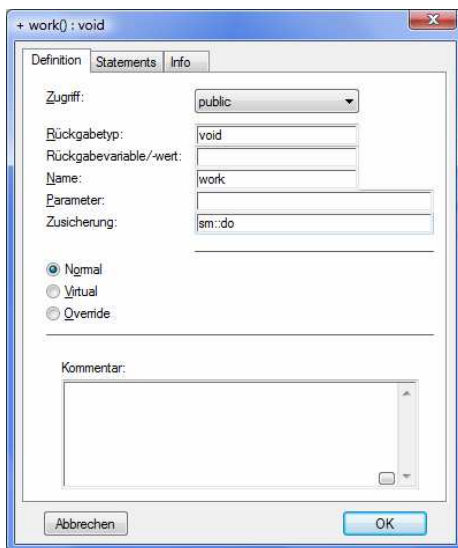 + work() : void
Definition Statements Info
Zugriff: public
Rückgabetyp: void
Rückgabevariable/-wert:
Name: work
Parameter:
Zusicherung: sm::do
Normal
Virtual
Override
Kommentar:
Abbrechen OK